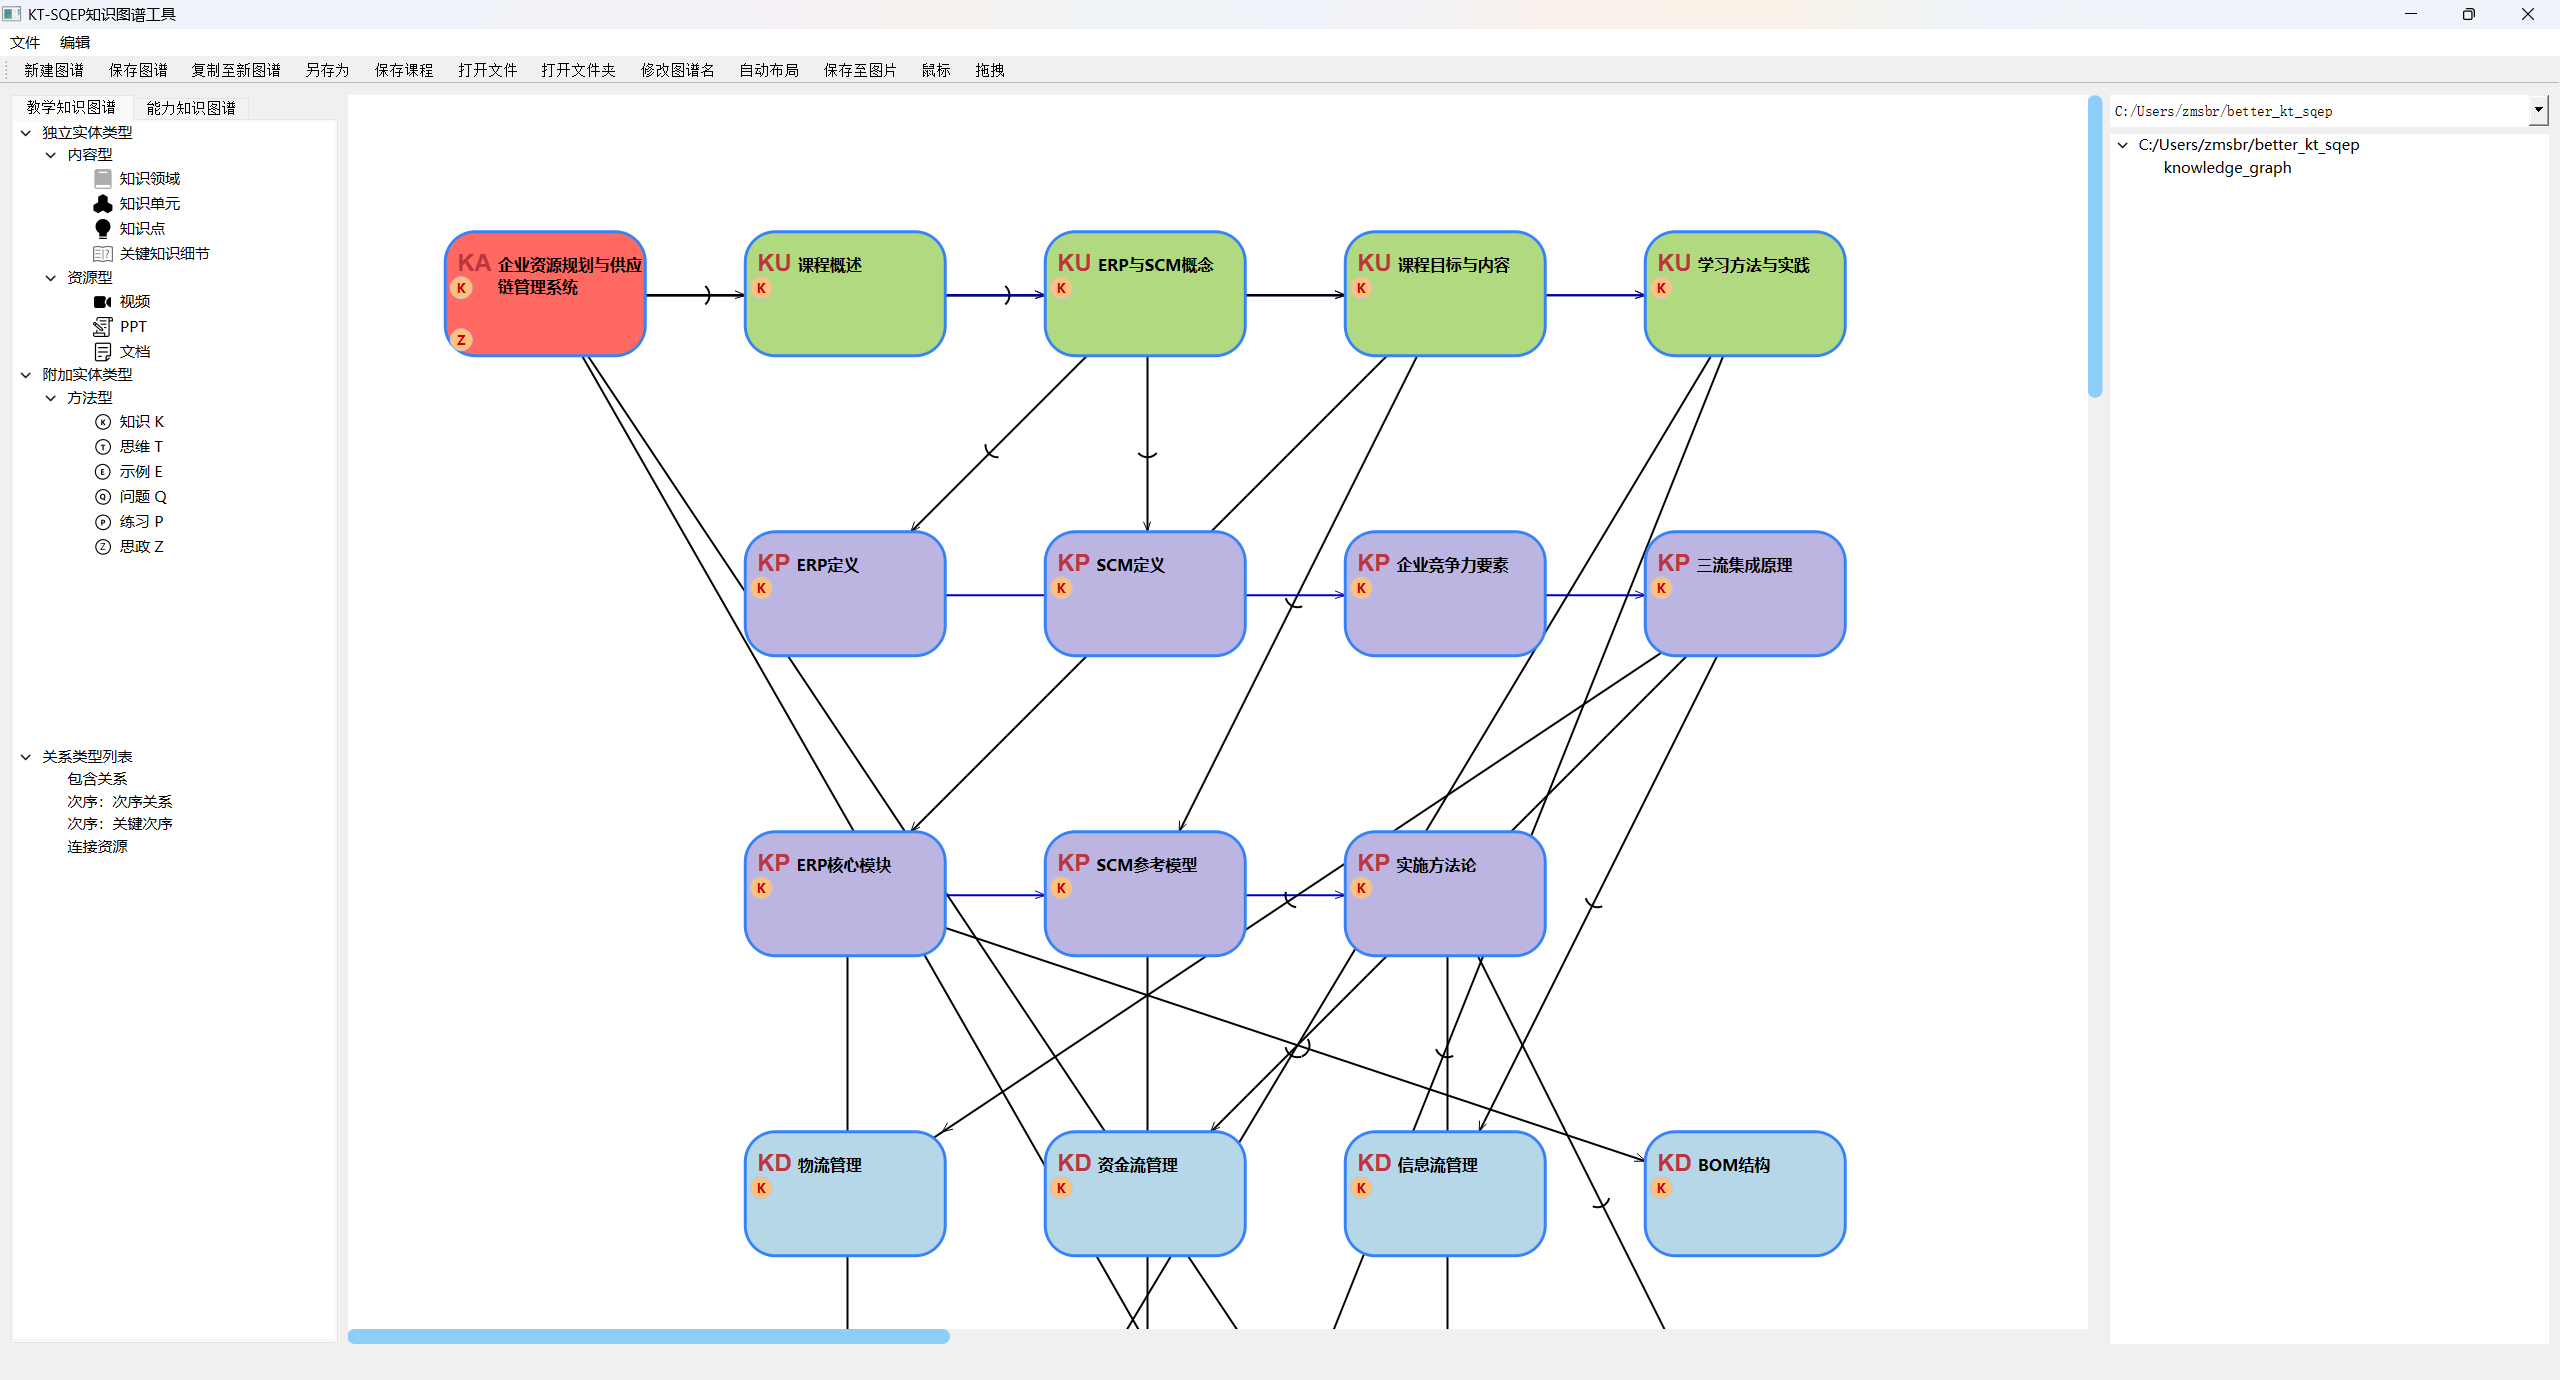 KT-SQEP知识图谱工具
文件 编辑
新建图谱 保存图谱 复制至新图谱 另存为 保存课程 打开文件 打开文件夹 修改图谱名 自动布局 保存至图片 鼠标 拖拽
教学知识图谱 能力知识图谱
独立实体类型
内容型
知识领域
知识单元
知识点
?
关键知识细节
资源型
视频
PPT
文档
附加实体类型
方法型
K 知识 K
T 思维 T
E 示例 E
Q 问题 Q
P 练习 P
Z 思政 Z
关系类型列表
包含关系
次序：次序关系
次序：关键次序
连接资源
KA 企业资源规划与供应
链管理系统
K
Z
KU 课程概述
K
KU ERP与SCM概念
K
KU 课程目标与内容
K
KU 学习方法与实践
K
KP ERP定义
K
KP SCM定义
K
KP 企业竞争力要素
K
KP 三流集成原理
K
KP ERP核心模块
K
KP SCM参考模型
K
KP 实施方法论
K
KD 物流管理
K
KD 资金流管理
K
KD 信息流管理
K
KD BOM结构
K
C:/Users/zmsbr/better_kt_sqep
C:/Users/zmsbr/better_kt_sqep
knowledge_graph